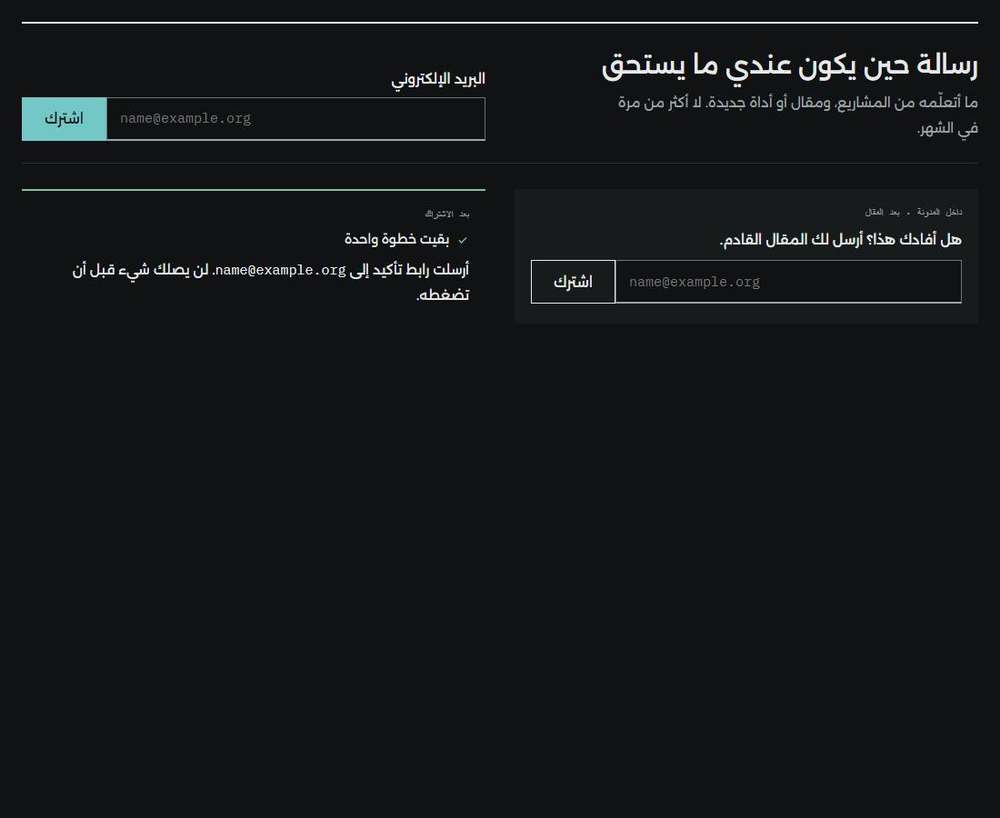 رسالة حين يكون عندي ما يستحق
ما أتعلّمه من المشاريع، ومقال أو أداة جديدة. لا أكثر من مرة
في الشهر.
البريد الإلكتروني
name@example.org
اشترك
داخل المدونة · بعد المقال
هل أفادك هذا؟ أرسل لك المقال القادم.
name@example.org
اشترك
بعد الاشتراك
✓ بقيت خطوة واحدة
أرسلت رابط تأكيد إلى name@example.org. لن يصلك شيء قبل أن
تضغطه.